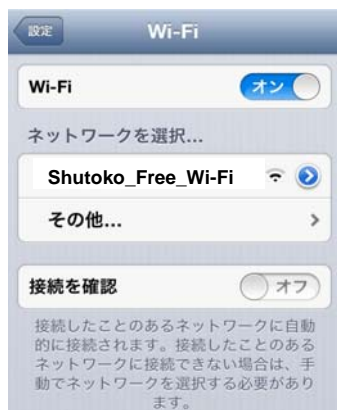 設定
Wi-Fi
Wi-Fi
オン
ネットワークを選択...
Shutoko_Free_Wi-Fi
その他...
接続を確認
オフ
接続したことのあるネットワークに自動
的に接続されます。接続したことのある
ネットワークに接続できない場合は、手
動でネットワークを選択する必要があり
ます。